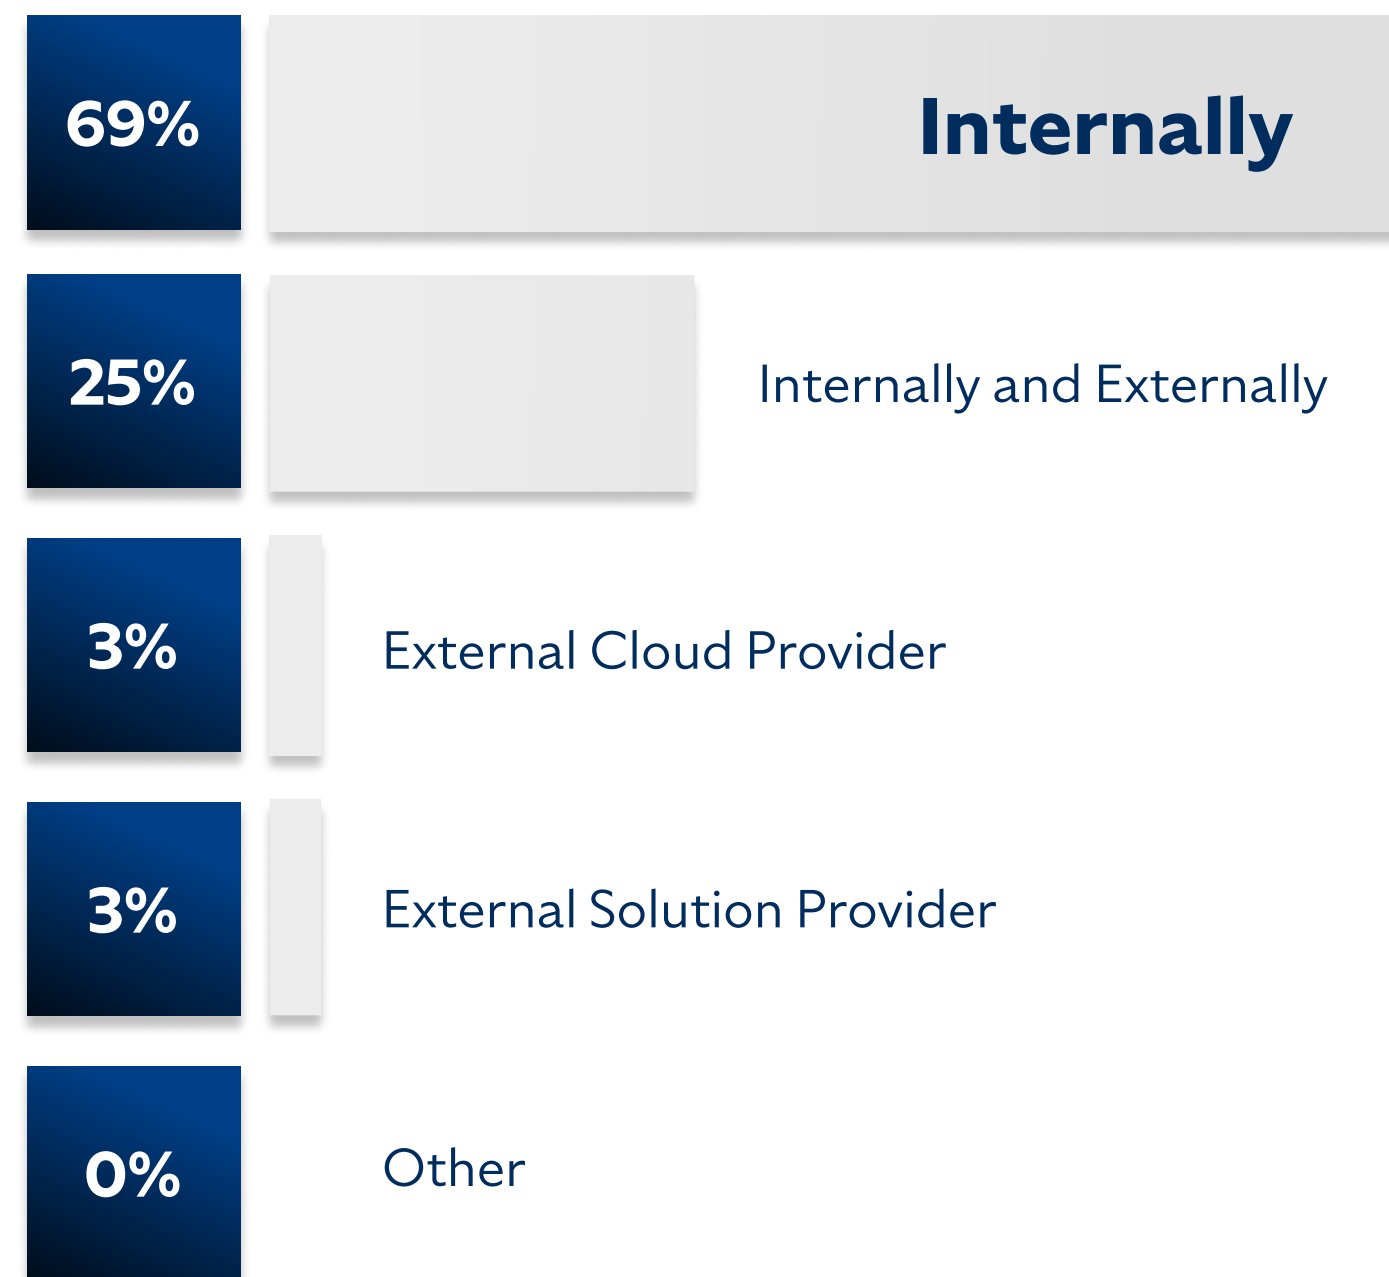 69% Internally
25% Internally and Externally
3% External Cloud Provider
3% External Solution Provider
0% Other